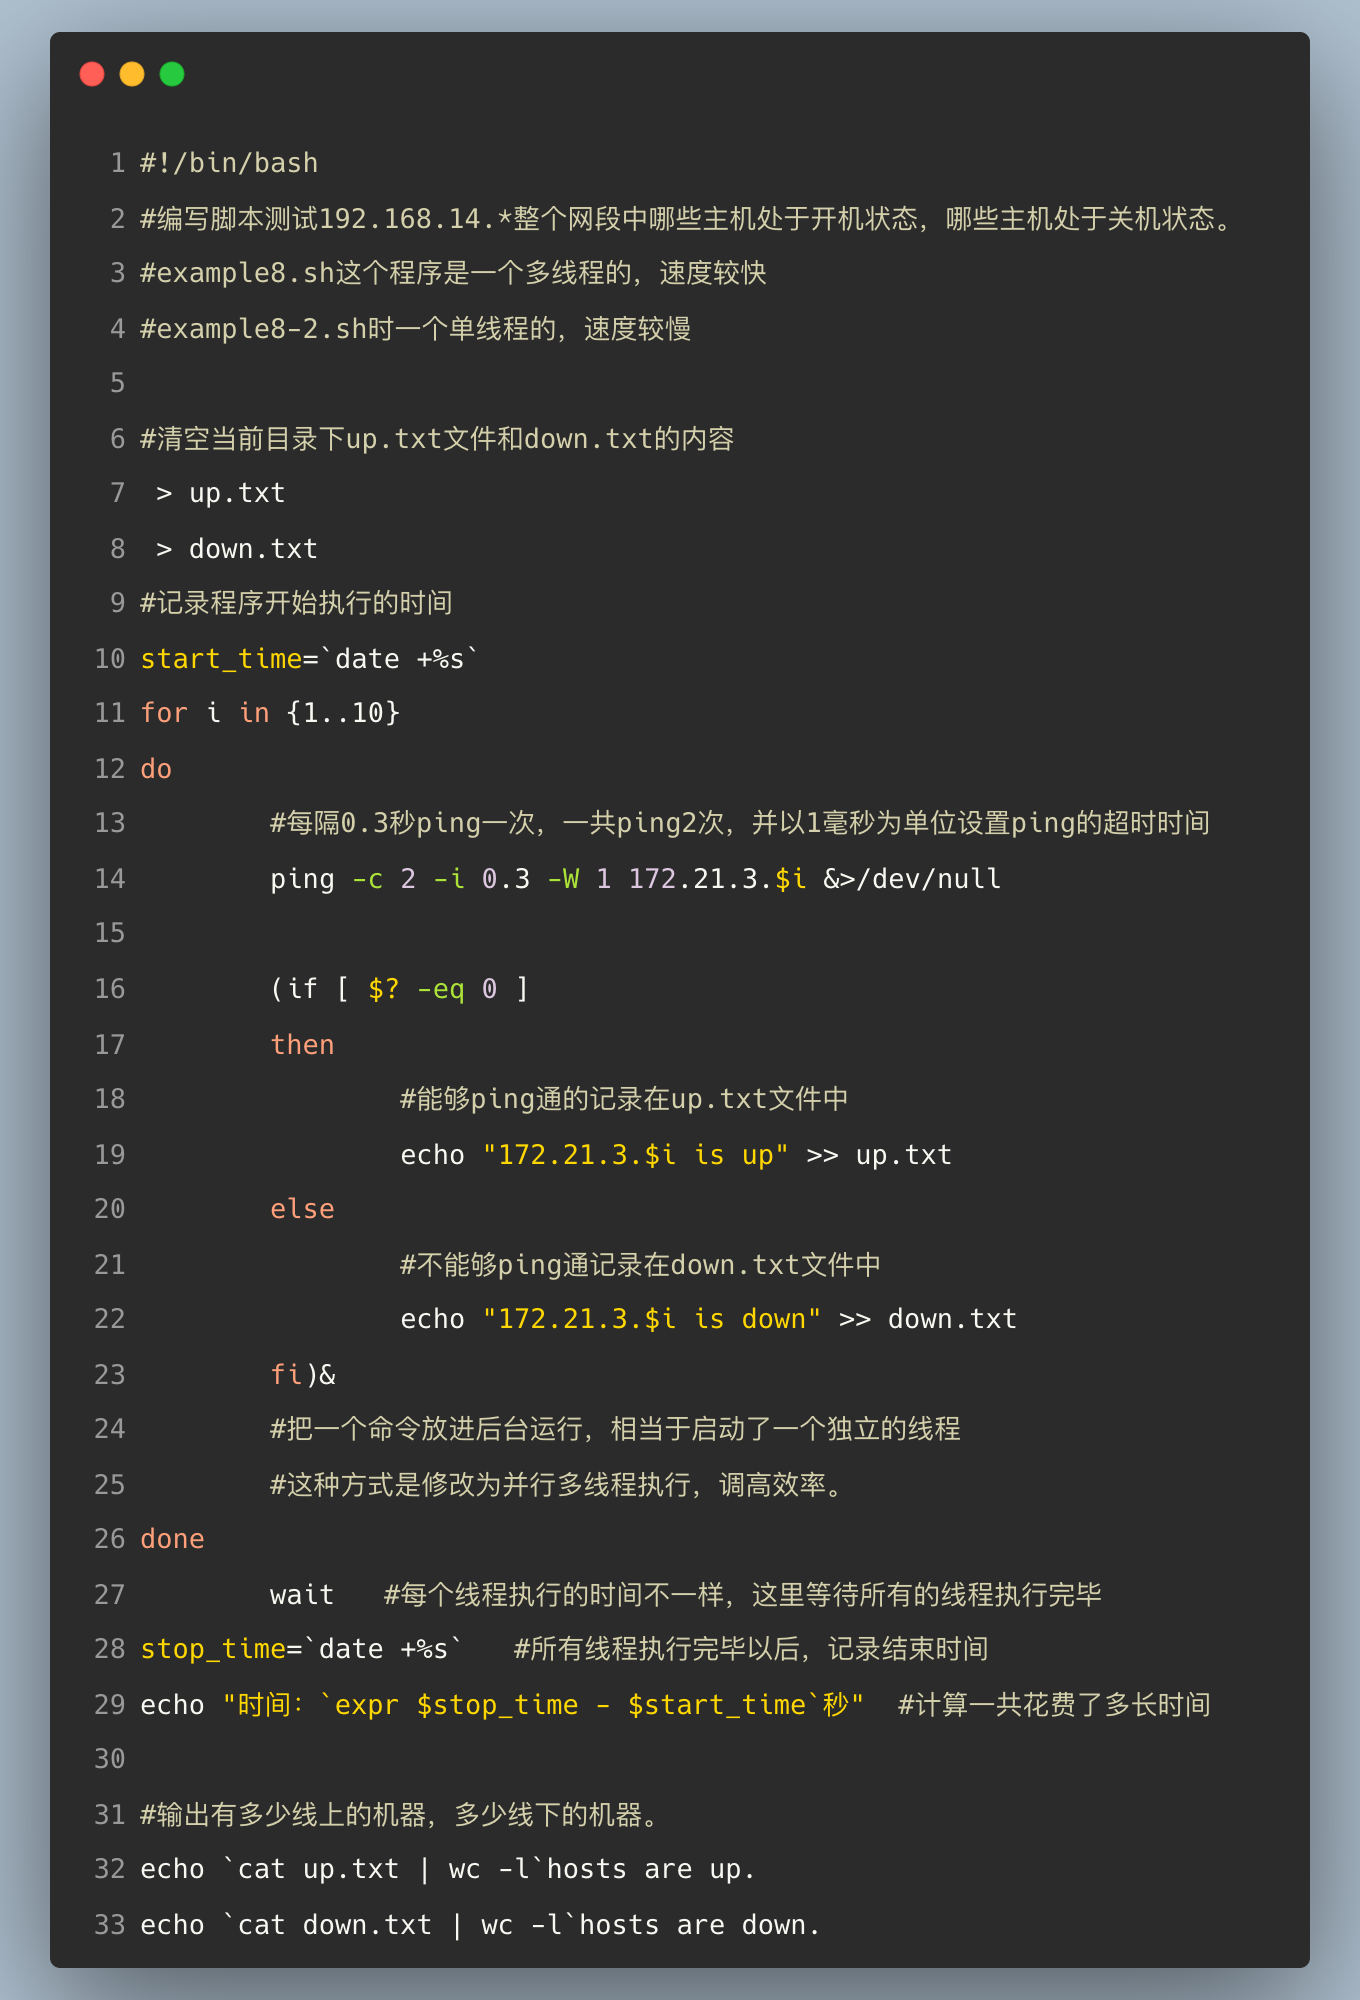 1 #!/bin/bash
2 #编写脚本测试192.168.14.*整个网段中哪些主机处于开机状态，哪些主机处于关机状态。
3 #example8.sh这个程序是一个多线程的，速度较快
4 #example8-2.sh时一个单线程的，速度较慢
5
6 #清空当前目录下up.txt文件和down.txt的内容
7  > up.txt
8  > down.txt
9 #记录程序开始执行的时间
10 start_time=`date +%s`
11 for i in {1..10}
12 do
13         #每隔0.3秒ping一次，一共ping2次，并以1毫秒为单位设置ping的超时时间
14         ping -c 2 -i 0.3 -W 1 172.21.3.$i &>/dev/null
15
16         (if [ $? -eq 0 ]
17         then
18                 #能够ping通的记录在up.txt文件中
19                 echo "172.21.3.$i is up" >> up.txt
20         else
21                 #不能够ping通记录在down.txt文件中
22                 echo "172.21.3.$i is down" >> down.txt
23         fi)&
24         #把一个命令放进后台运行，相当于启动了一个独立的线程
25         #这种方式是修改为并行多线程执行，调高效率。
26 done
27         wait   #每个线程执行的时间不一样，这里等待所有的线程执行完毕
28 stop_time=`date +%s`   #所有线程执行完毕以后，记录结束时间
29 echo "时间：`expr $stop_time - $start_time`秒"  #计算一共花费了多长时间
30
31 #输出有多少线上的机器，多少线下的机器。
32 echo `cat up.txt | wc -l`hosts are up.
33 echo `cat down.txt | wc -l`hosts are down.